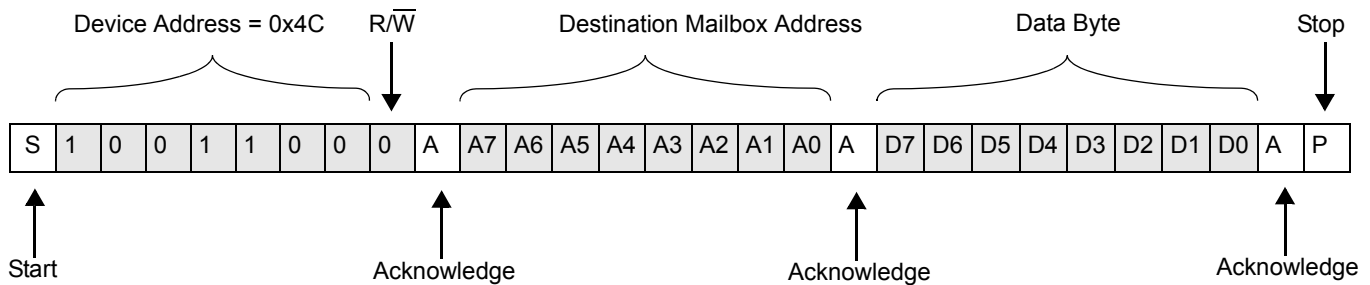 Device Address = 0x4C R/W̅ Destination Mailbox Address Data Byte Stop
S 1 0 0 1 1 0 0 0 A A7 A6 A5 A4 A3 A2 A1 A0 A D7 D6 D5 D4 D3 D2 D1 D0 A P
Start Acknowledge Acknowledge Acknowledge